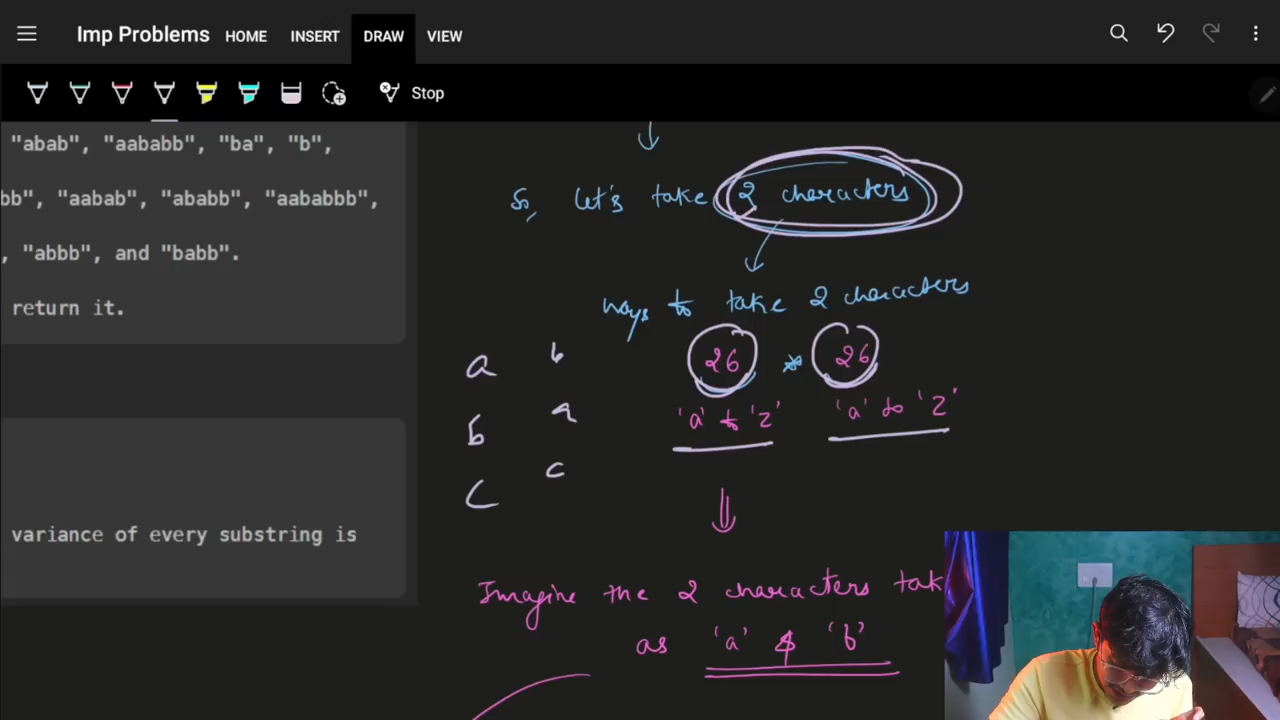 Imp Problems HOME INSERT DRAW VIEW
Stop
"abab", "aababb", "ba", "b",
bb", "aabab", "ababb", "aababbb",
, "abbb", and "babb".
return it.
variance of every substring is
So, let's take 2 characters
ways to take 2 characters
26 * 26
'a' to 'z' 'a' to 'z'
a b
b a
c c
Imagine the 2 characters tak
as 'a' & 'b'